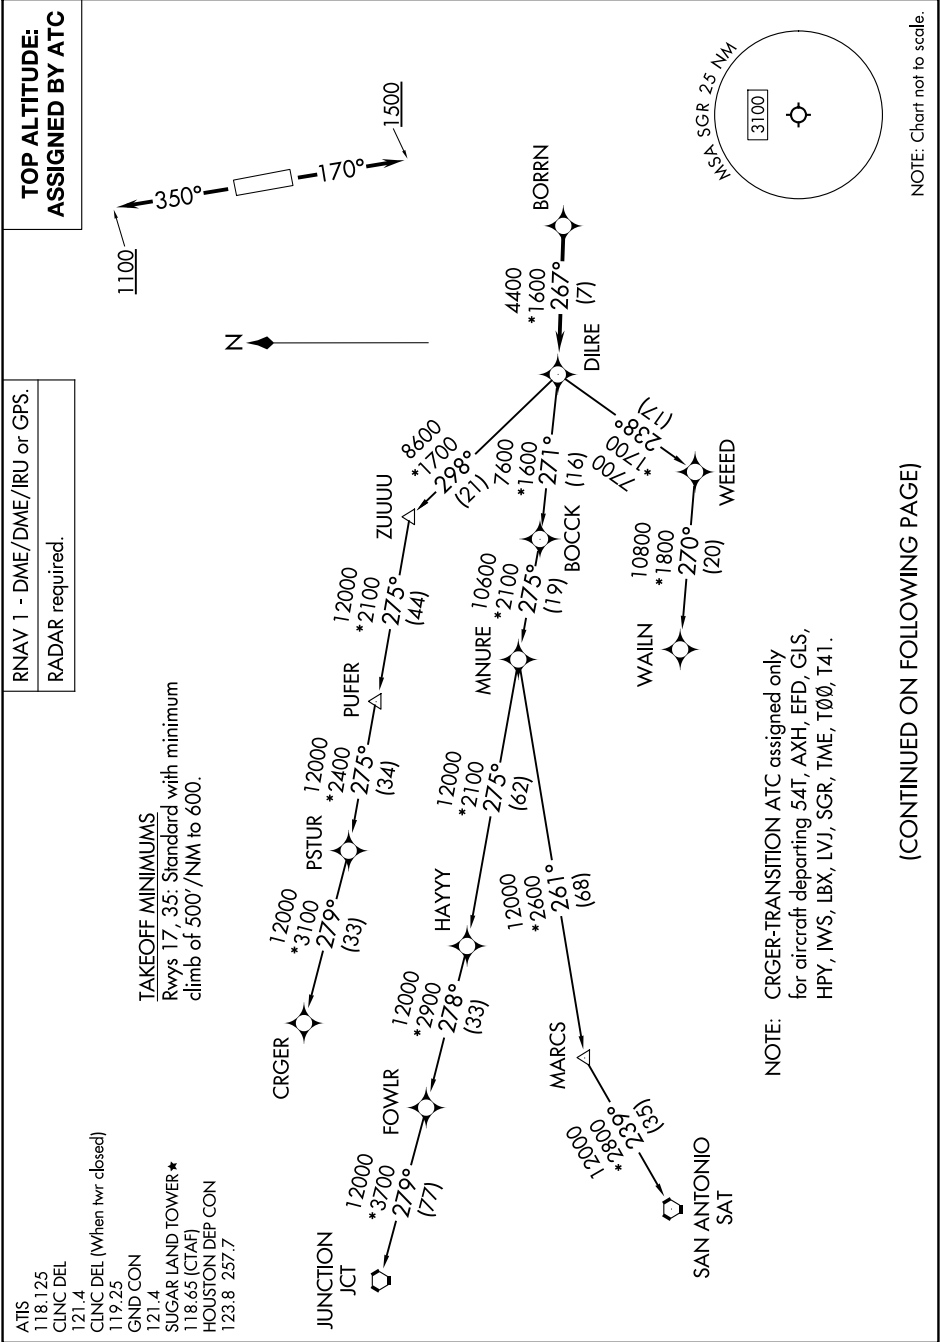 ATIS
118.125
CLNC DEL
121.4
CLNC DEL (When twr closed)
119.25
GND CON
121.4
SUGAR LAND TOWER★
118.65 (CTAF)
HOUSTON DEP CON
123.8 257.7
RNAV 1 - DME/DME/IRU or GPS.
RADAR required.
TOP ALTITUDE:
ASSIGNED BY ATC
TAKEOFF MINIMUMS
Rwys 17, 35: Standard with minimum
climb of 500'/NM to 600.
N
1100
350°
170°
1500
CRGER
12000
*3100
279°
(33)
PSTUR
12000
*2400
275°
(34)
PUFER
12000
*2100
275°
(44)
ZUUUU
8600
*1700
298°
(21)
JUNCTION
JCT
12000
*3700
279°
(77)
FOWLR
12000
*2900
278°
(33)
HAYYY
12000
*2100
275°
(62)
MNURE
10600
*2100
275°
(19)
BOCCK
7600
*1600
271°
(16)
DILRE
4400
*1600
267°
(7)
BORRN
SAN ANTONIO
SAT
12000
*2800
239°
(35)
MARCS
12000
*2600
261°
(68)
WAILN
10800
*1800
270°
(20)
WEEED
7700
*1700
238°
(17)
MSA SGR 25 NM
3100
NOTE: CRGER-TRANSITION ATC assigned only
for aircraft departing 54T, AXH, EFD, GLS,
HPY, IWS, LBX, LVJ, SGR, TME, TØØ, T41.
NOTE: Chart not to scale.
(CONTINUED ON FOLLOWING PAGE)